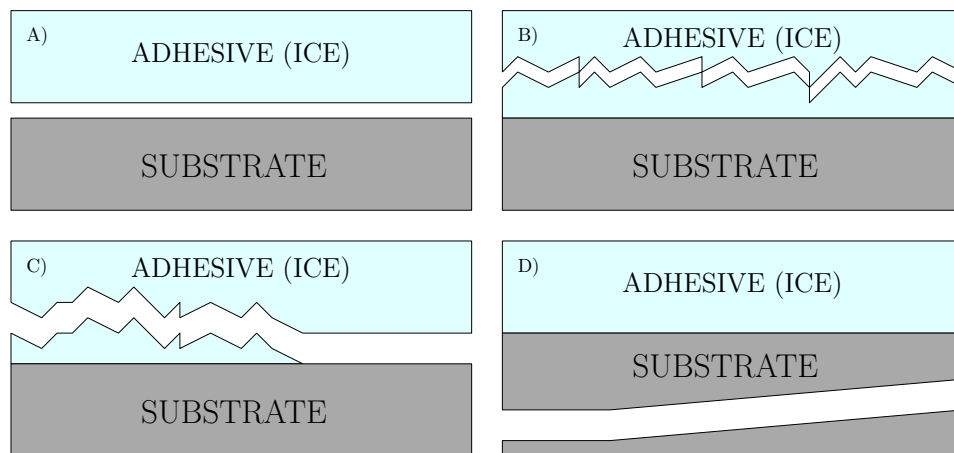 A)
ADHESIVE (ICE)
SUBSTRATE
B)
ADHESIVE (ICE)
SUBSTRATE
C)
ADHESIVE (ICE)
SUBSTRATE
D)
ADHESIVE (ICE)
SUBSTRATE